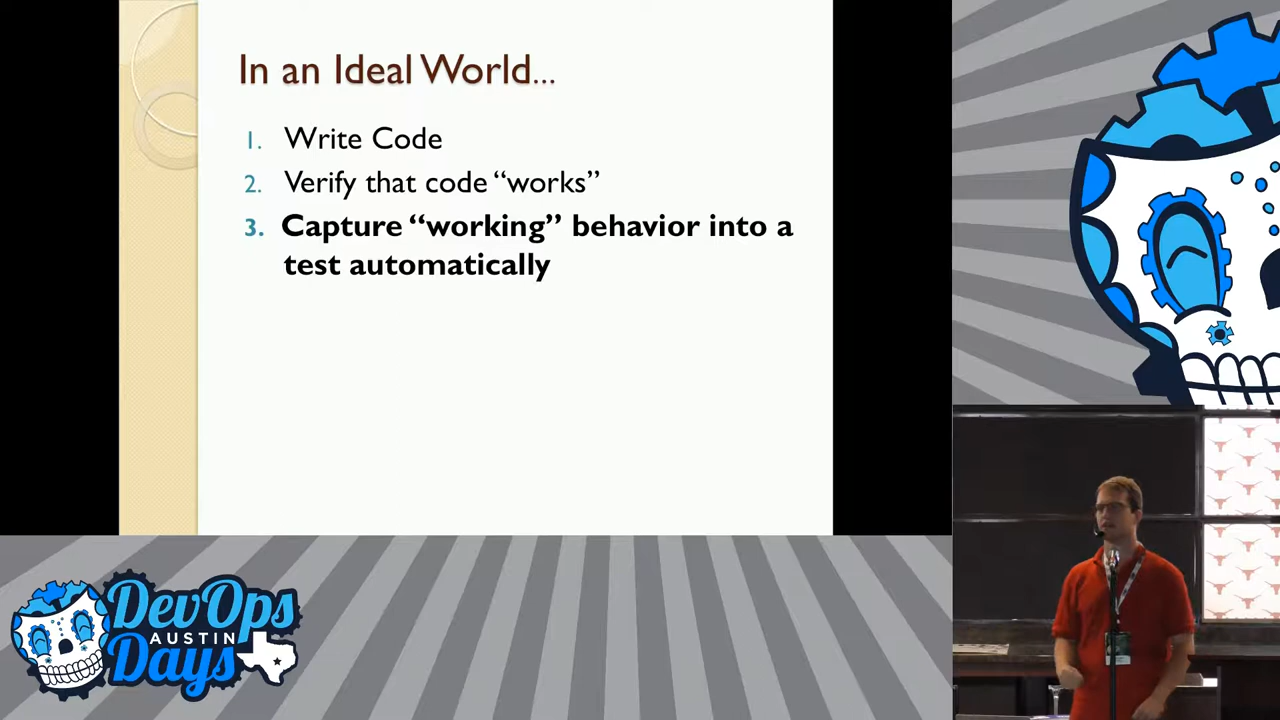 In an Ideal World...
1. Write Code
2. Verify that code “works”
3. Capture “working” behavior into a
test automatically
DevOps
AUSTIN
Days